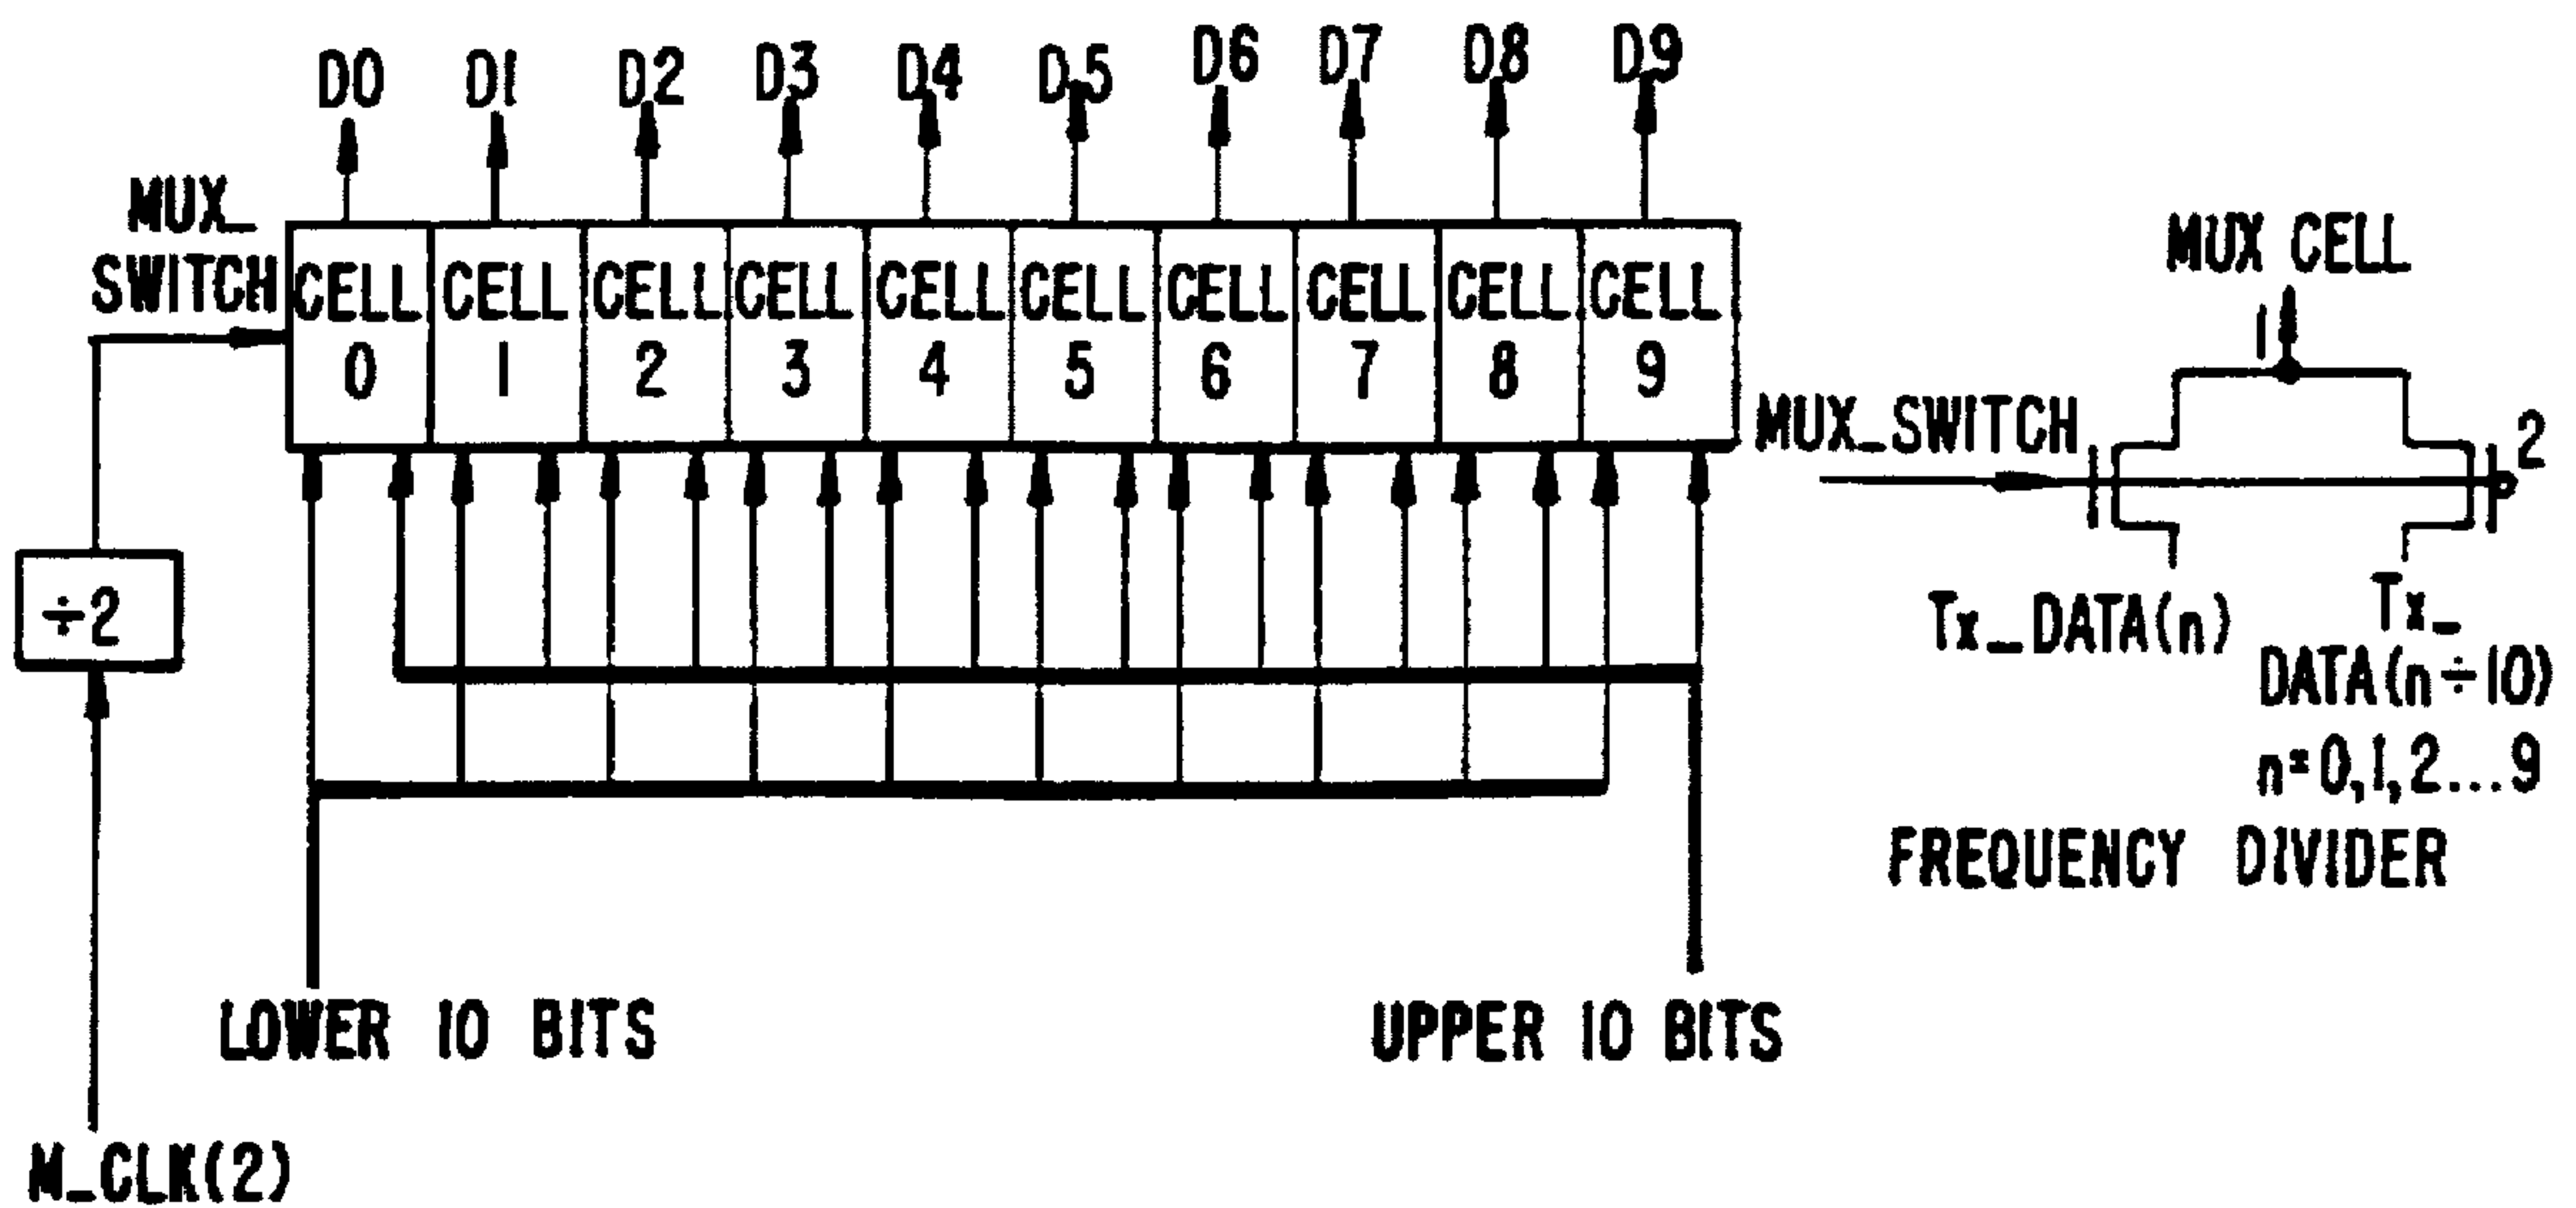 D0 D1 D2 D3 D4 D5 D6 D7 D8 D9
MUX_
SWITCH
CELL CELL CELL CELL CELL CELL CELL CELL CELL CELL
0 1 2 3 4 5 6 7 8 9
÷2
M_CLK(2)
LOWER 10 BITS
UPPER 10 BITS
MUX CELL
1
MUX_SWITCH
2
Tx_DATA(n)
Tx_
DATA(n÷10)
n=0,1,2...9
FREQUENCY DIVIDER